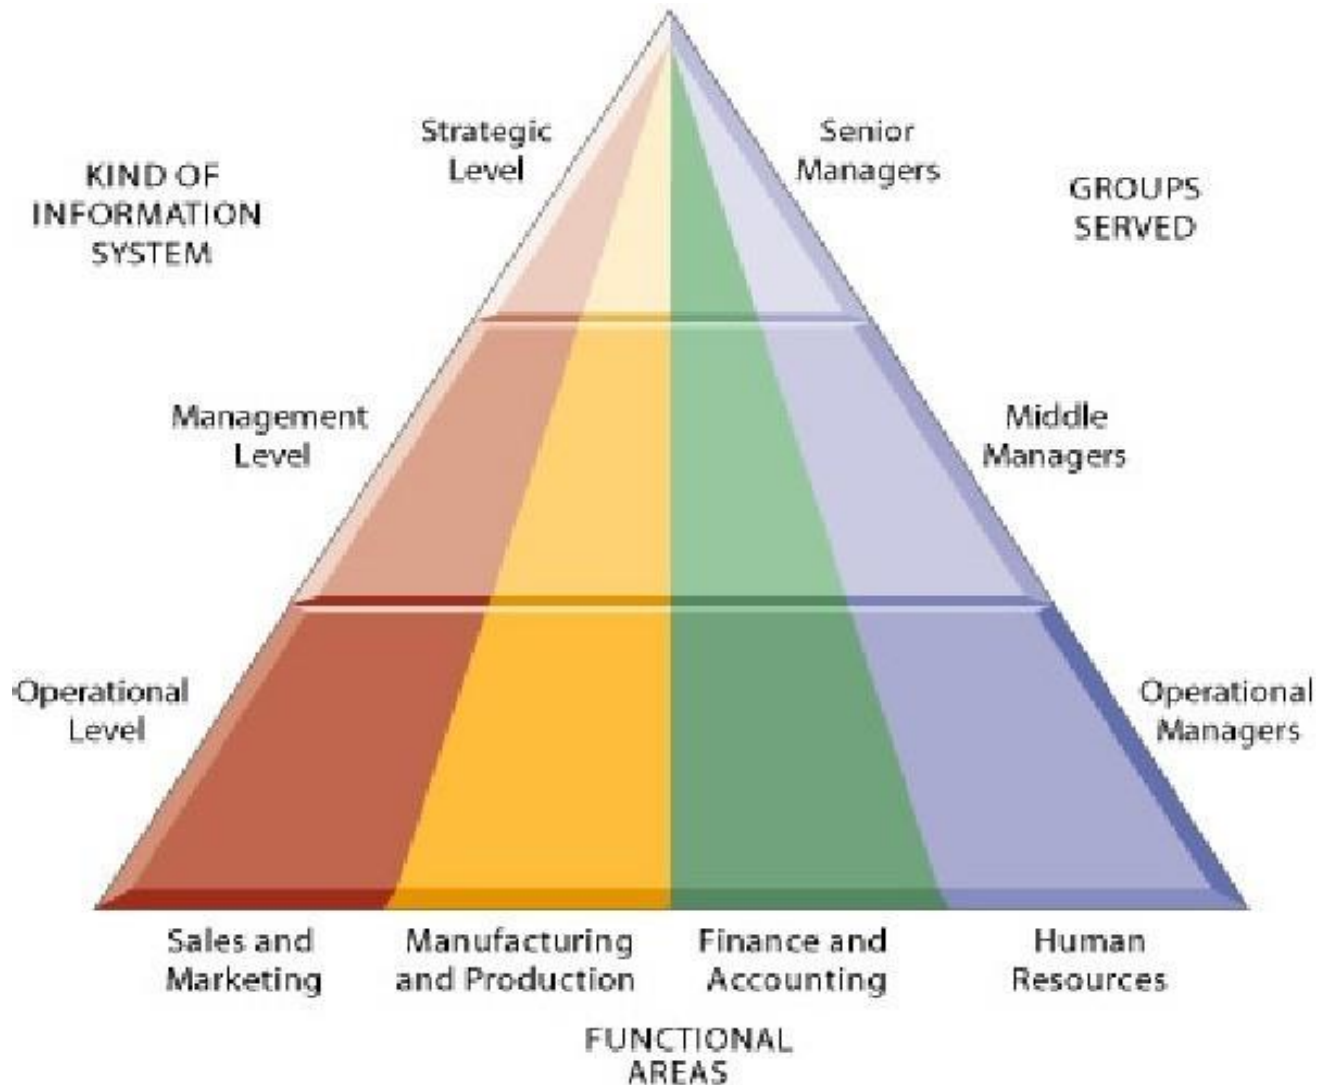 Strategic
Level
Senior
Managers
KIND OF
INFORMATION
SYSTEM
GROUPS
SERVED
Management
Level
Middle
Managers
Operational
Level
Operational
Managers
Sales and
Marketing
Manufacturing
and Production
Finance and
Accounting
Human
Resources
FUNCTIONAL
AREAS